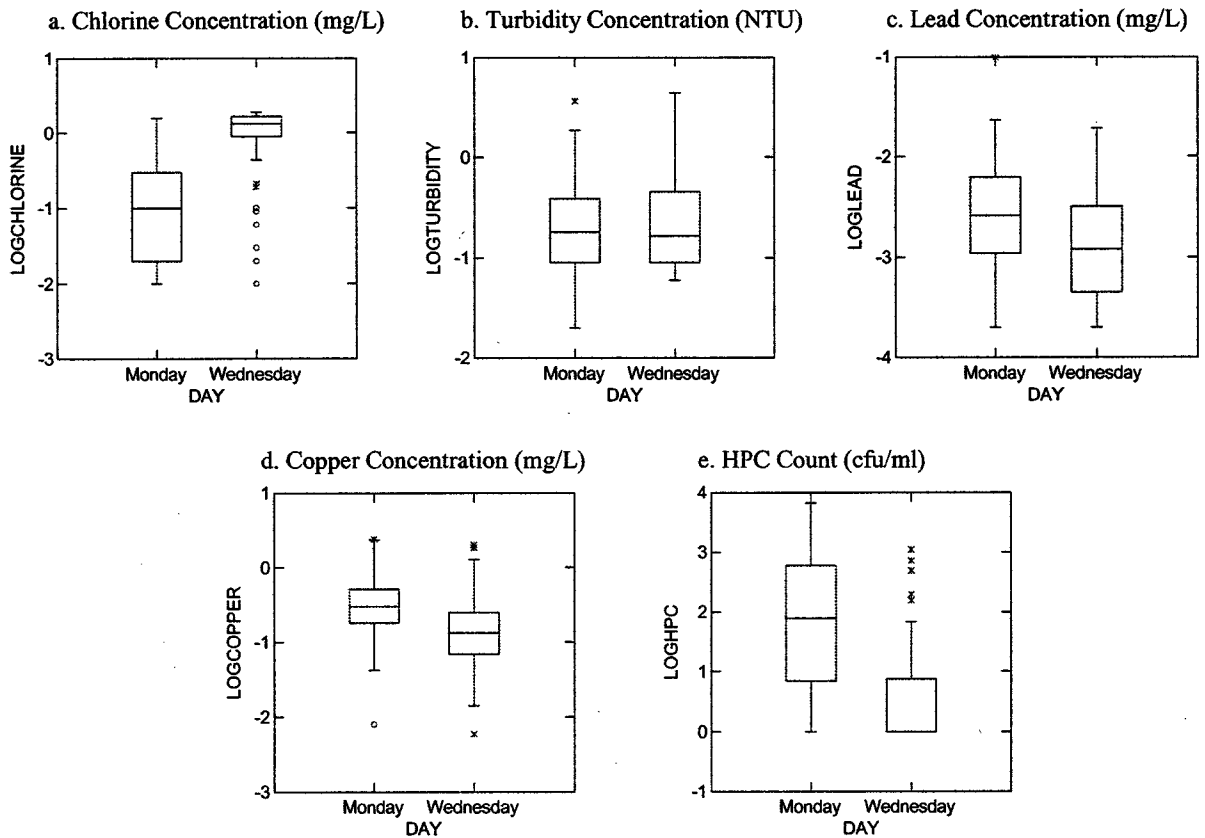 a. Chlorine Concentration (mg/L)
1
0
-1
-2
-3
LOGCHLORINE
Monday Wednesday
DAY
b. Turbidity Concentration (NTU)
1
0
-1
-2
LOGTURBIDITY
Monday Wednesday
DAY
c. Lead Concentration (mg/L)
-1
-2
-3
-4
LOGLEAD
Monday Wednesday
DAY
d. Copper Concentration (mg/L)
1
0
-1
-2
-3
LOGCOPPER
Monday Wednesday
DAY
e. HPC Count (cfu/ml)
4
3
2
1
0
-1
LOGHPC
Monday Wednesday
DAY